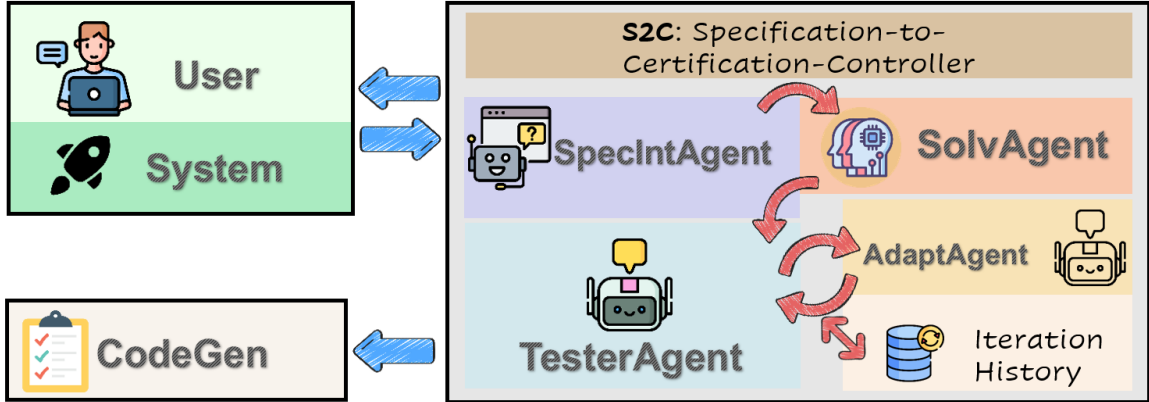 User
System
CodeGen
S2C: Specification-to-
Certification-Controller
SpecIntAgent
?
SolvAgent
TesterAgent
AdaptAgent
Iteration
History